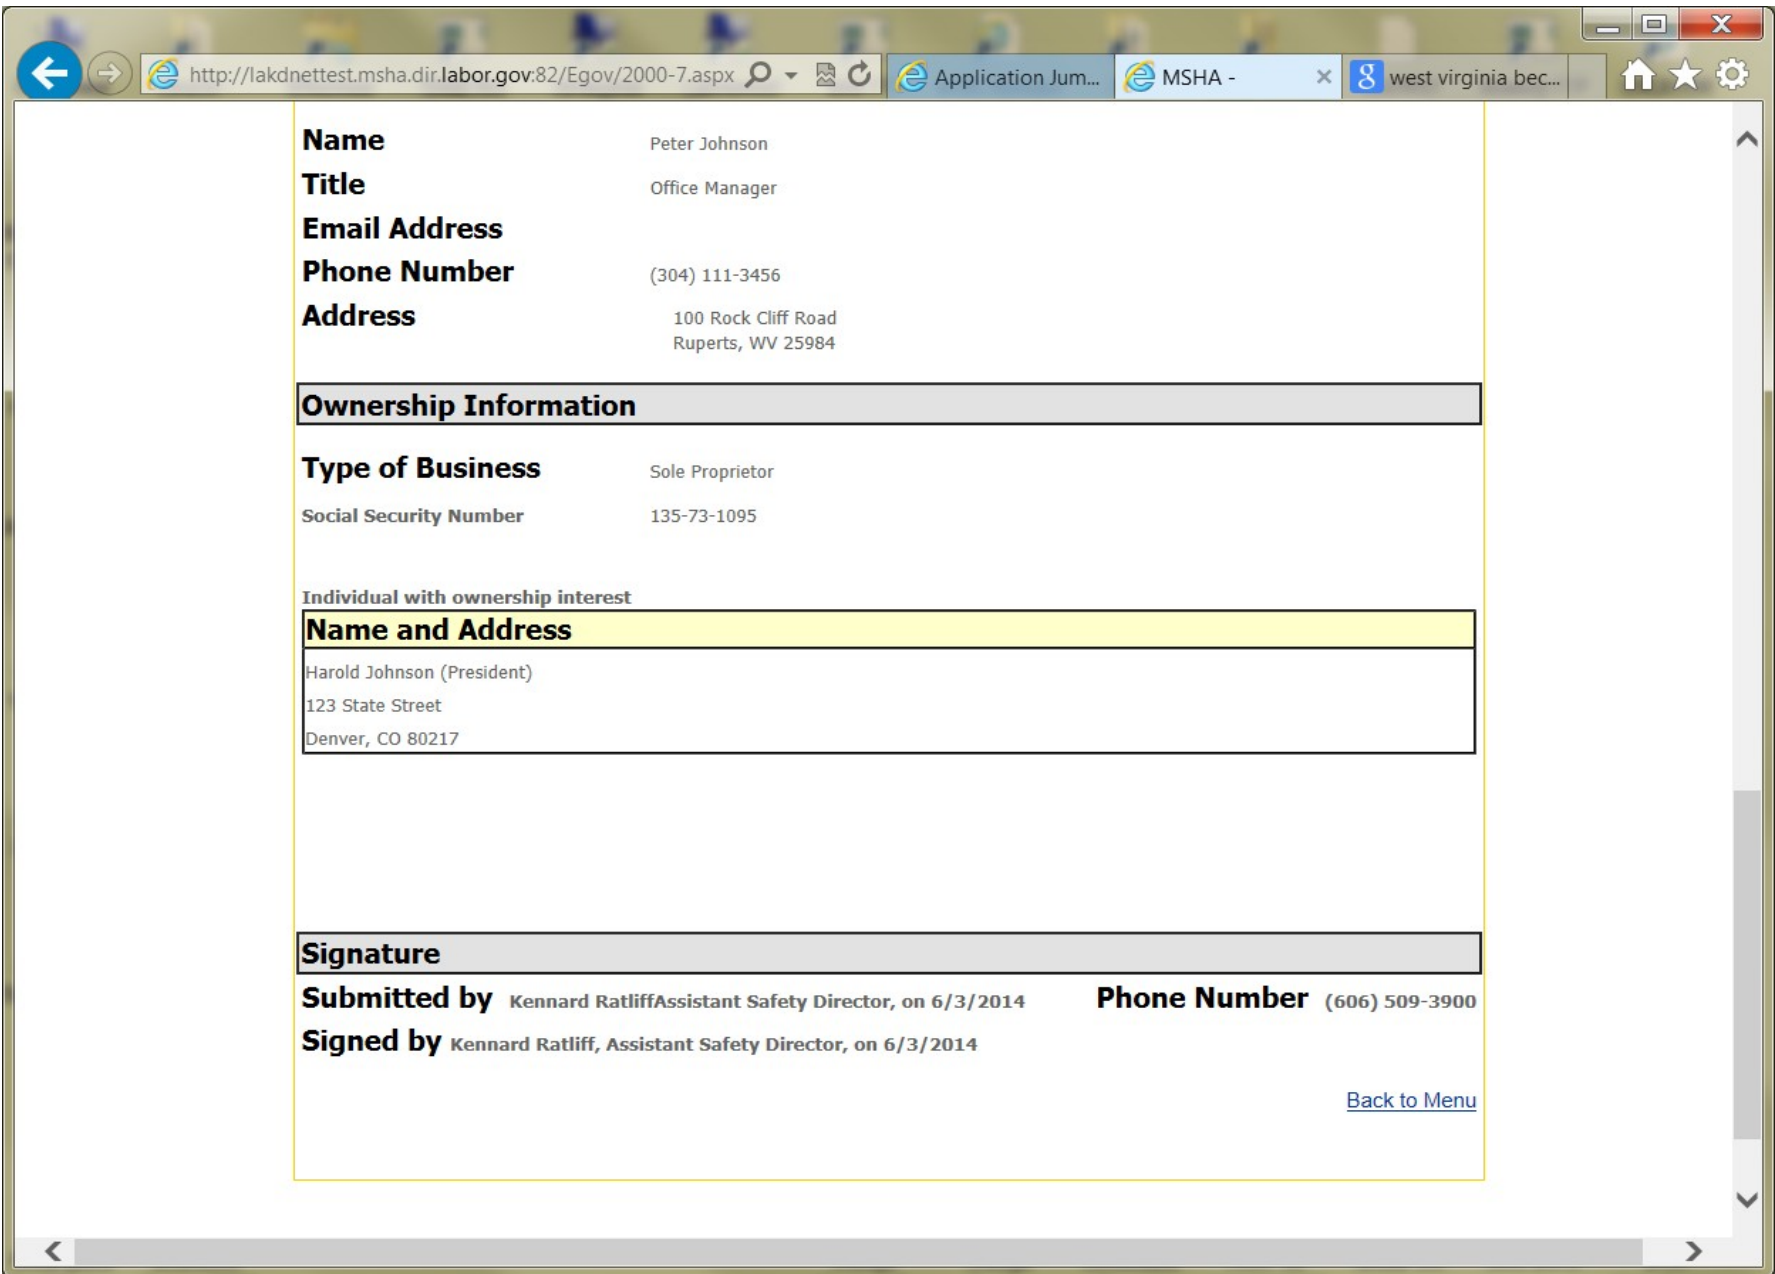 http://lakdnettest.msha.dir.labor.gov:82/Egov/2000-7.aspx Application Jum... MSHA - west virginia bec...
Name Peter Johnson
Title Office Manager
Email Address
Phone Number (304) 111-3456
Address 100 Rock Cliff Road
Ruperts, WV 25984
Ownership Information
Type of Business Sole Proprietor
Social Security Number 135-73-1095
Individual with ownership interest
Name and Address
Harold Johnson (President)
123 State Street
Denver, CO 80217
Signature
Submitted by Kennard RatliffAssistant Safety Director, on 6/3/2014 Phone Number (606) 509-3900
Signed by Kennard Ratliff, Assistant Safety Director, on 6/3/2014
Back to Menu